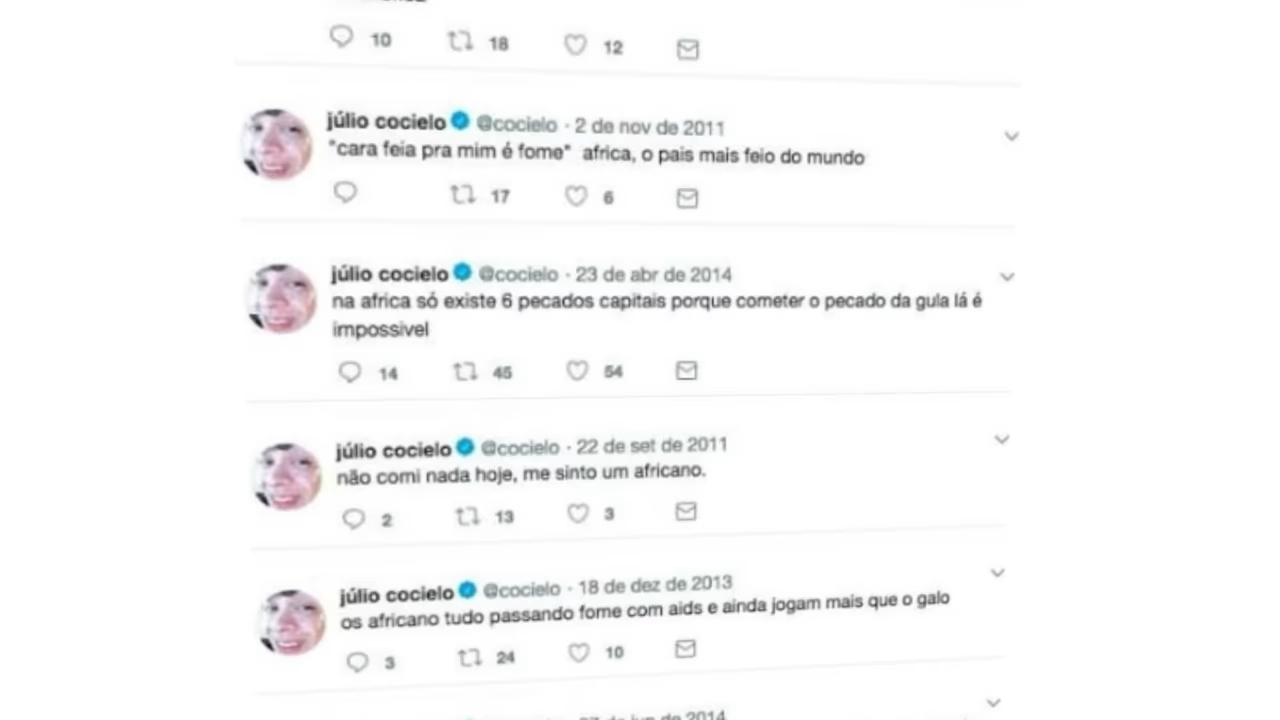 10 18 12
júlio cocielo @cocielo · 2 de nov de 2011
"cara feia pra mim é fome" africa, o pais mais feio do mundo
17 6
júlio cocielo @cocielo · 23 de abr de 2014
na africa só existe 6 pecados capitais porque cometer o pecado da gula lá é
impossivel
14 45 54
júlio cocielo @cocielo · 22 de set de 2011
não comi nada hoje, me sinto um africano.
2 13 3
júlio cocielo @cocielo · 18 de dez de 2013
os africano tudo passando fome com aids e ainda jogam mais que o galo
3 24 10
de jun de 2014